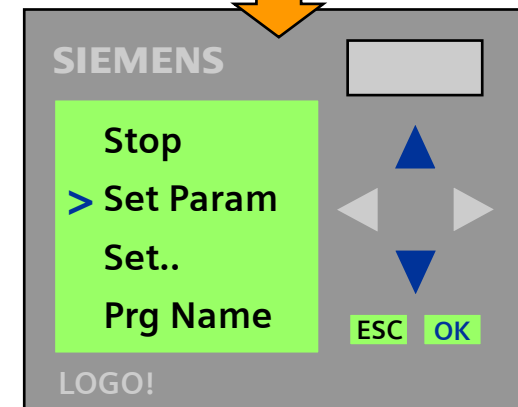 SIEMENS
Stop
> Set Param
Set..
Prg Name
ESC OK
LOGO!